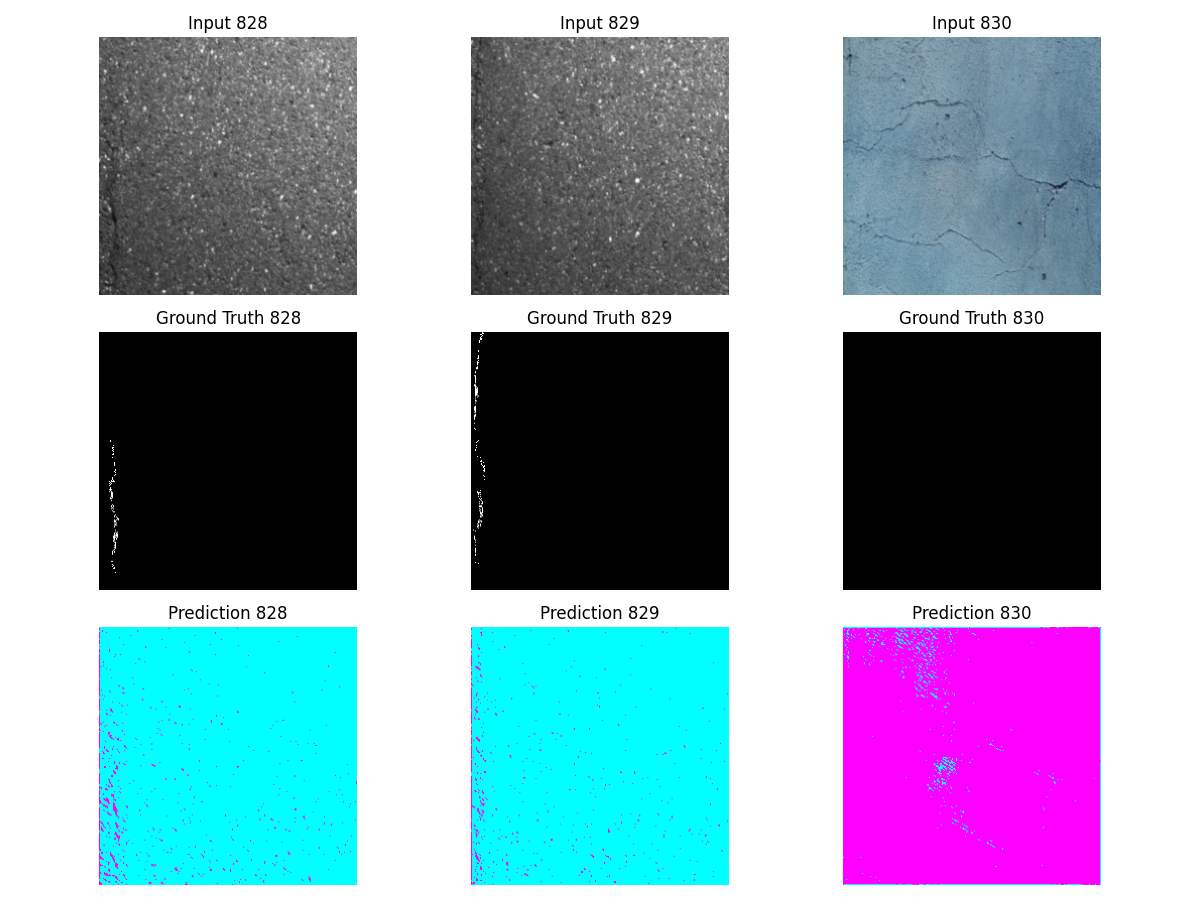 Input 828
Input 829
Input 830
Ground Truth 828
Ground Truth 829
Ground Truth 830
Prediction 828
Prediction 829
Prediction 830